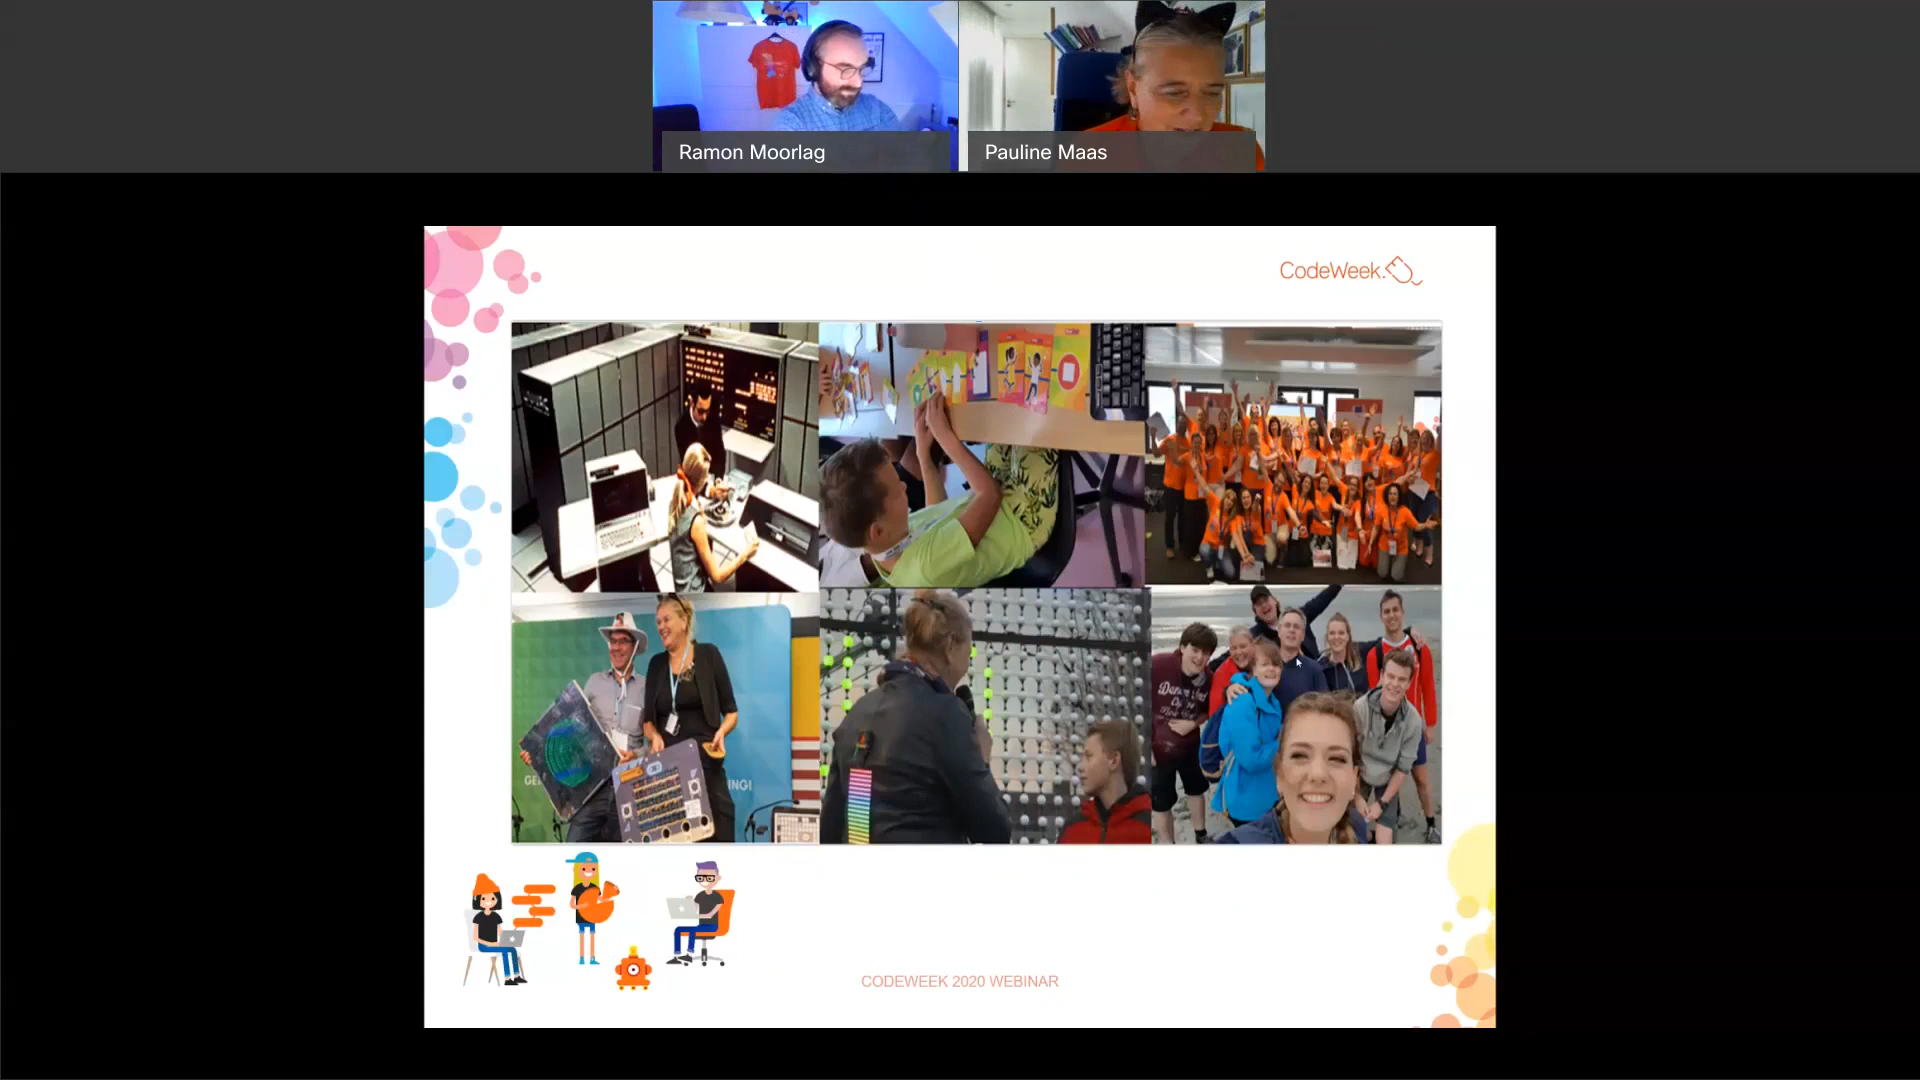 Ramon Moorlag
Pauline Maas
CodeWeek
CODEWEEK 2020 WEBINAR